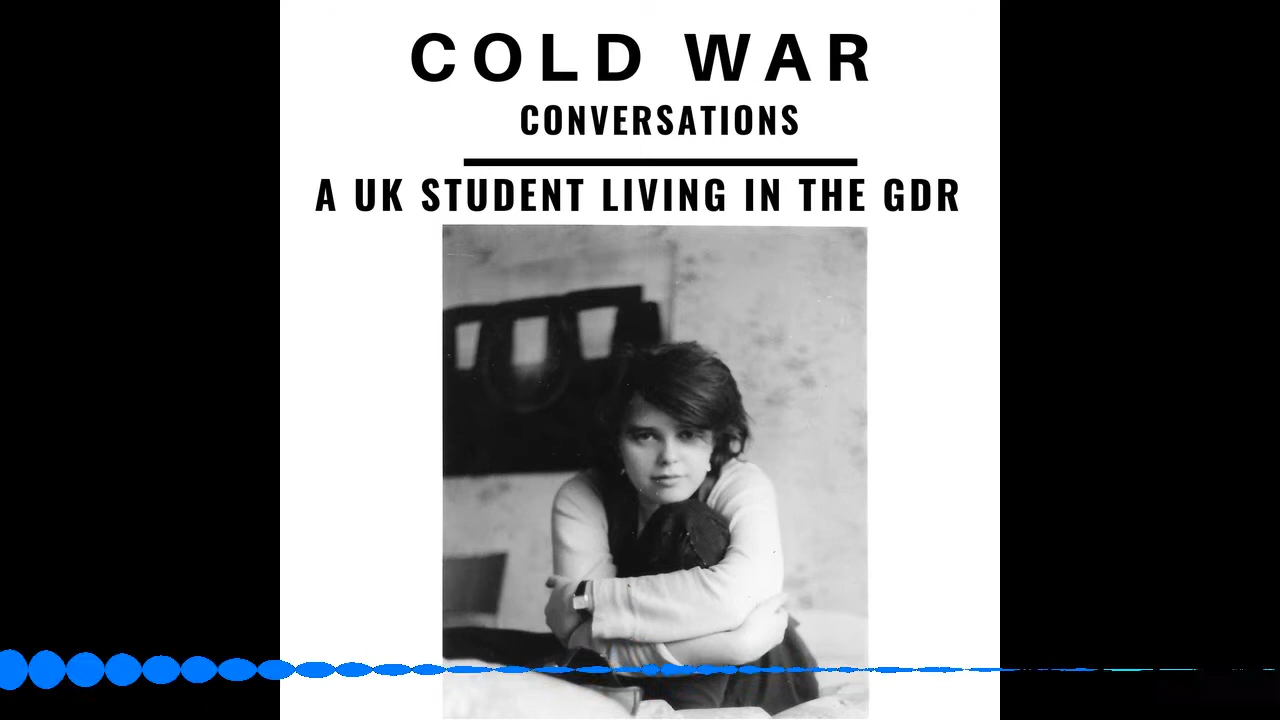 COLD WAR
CONVERSATIONS
A UK STUDENT LIVING IN THE GDR